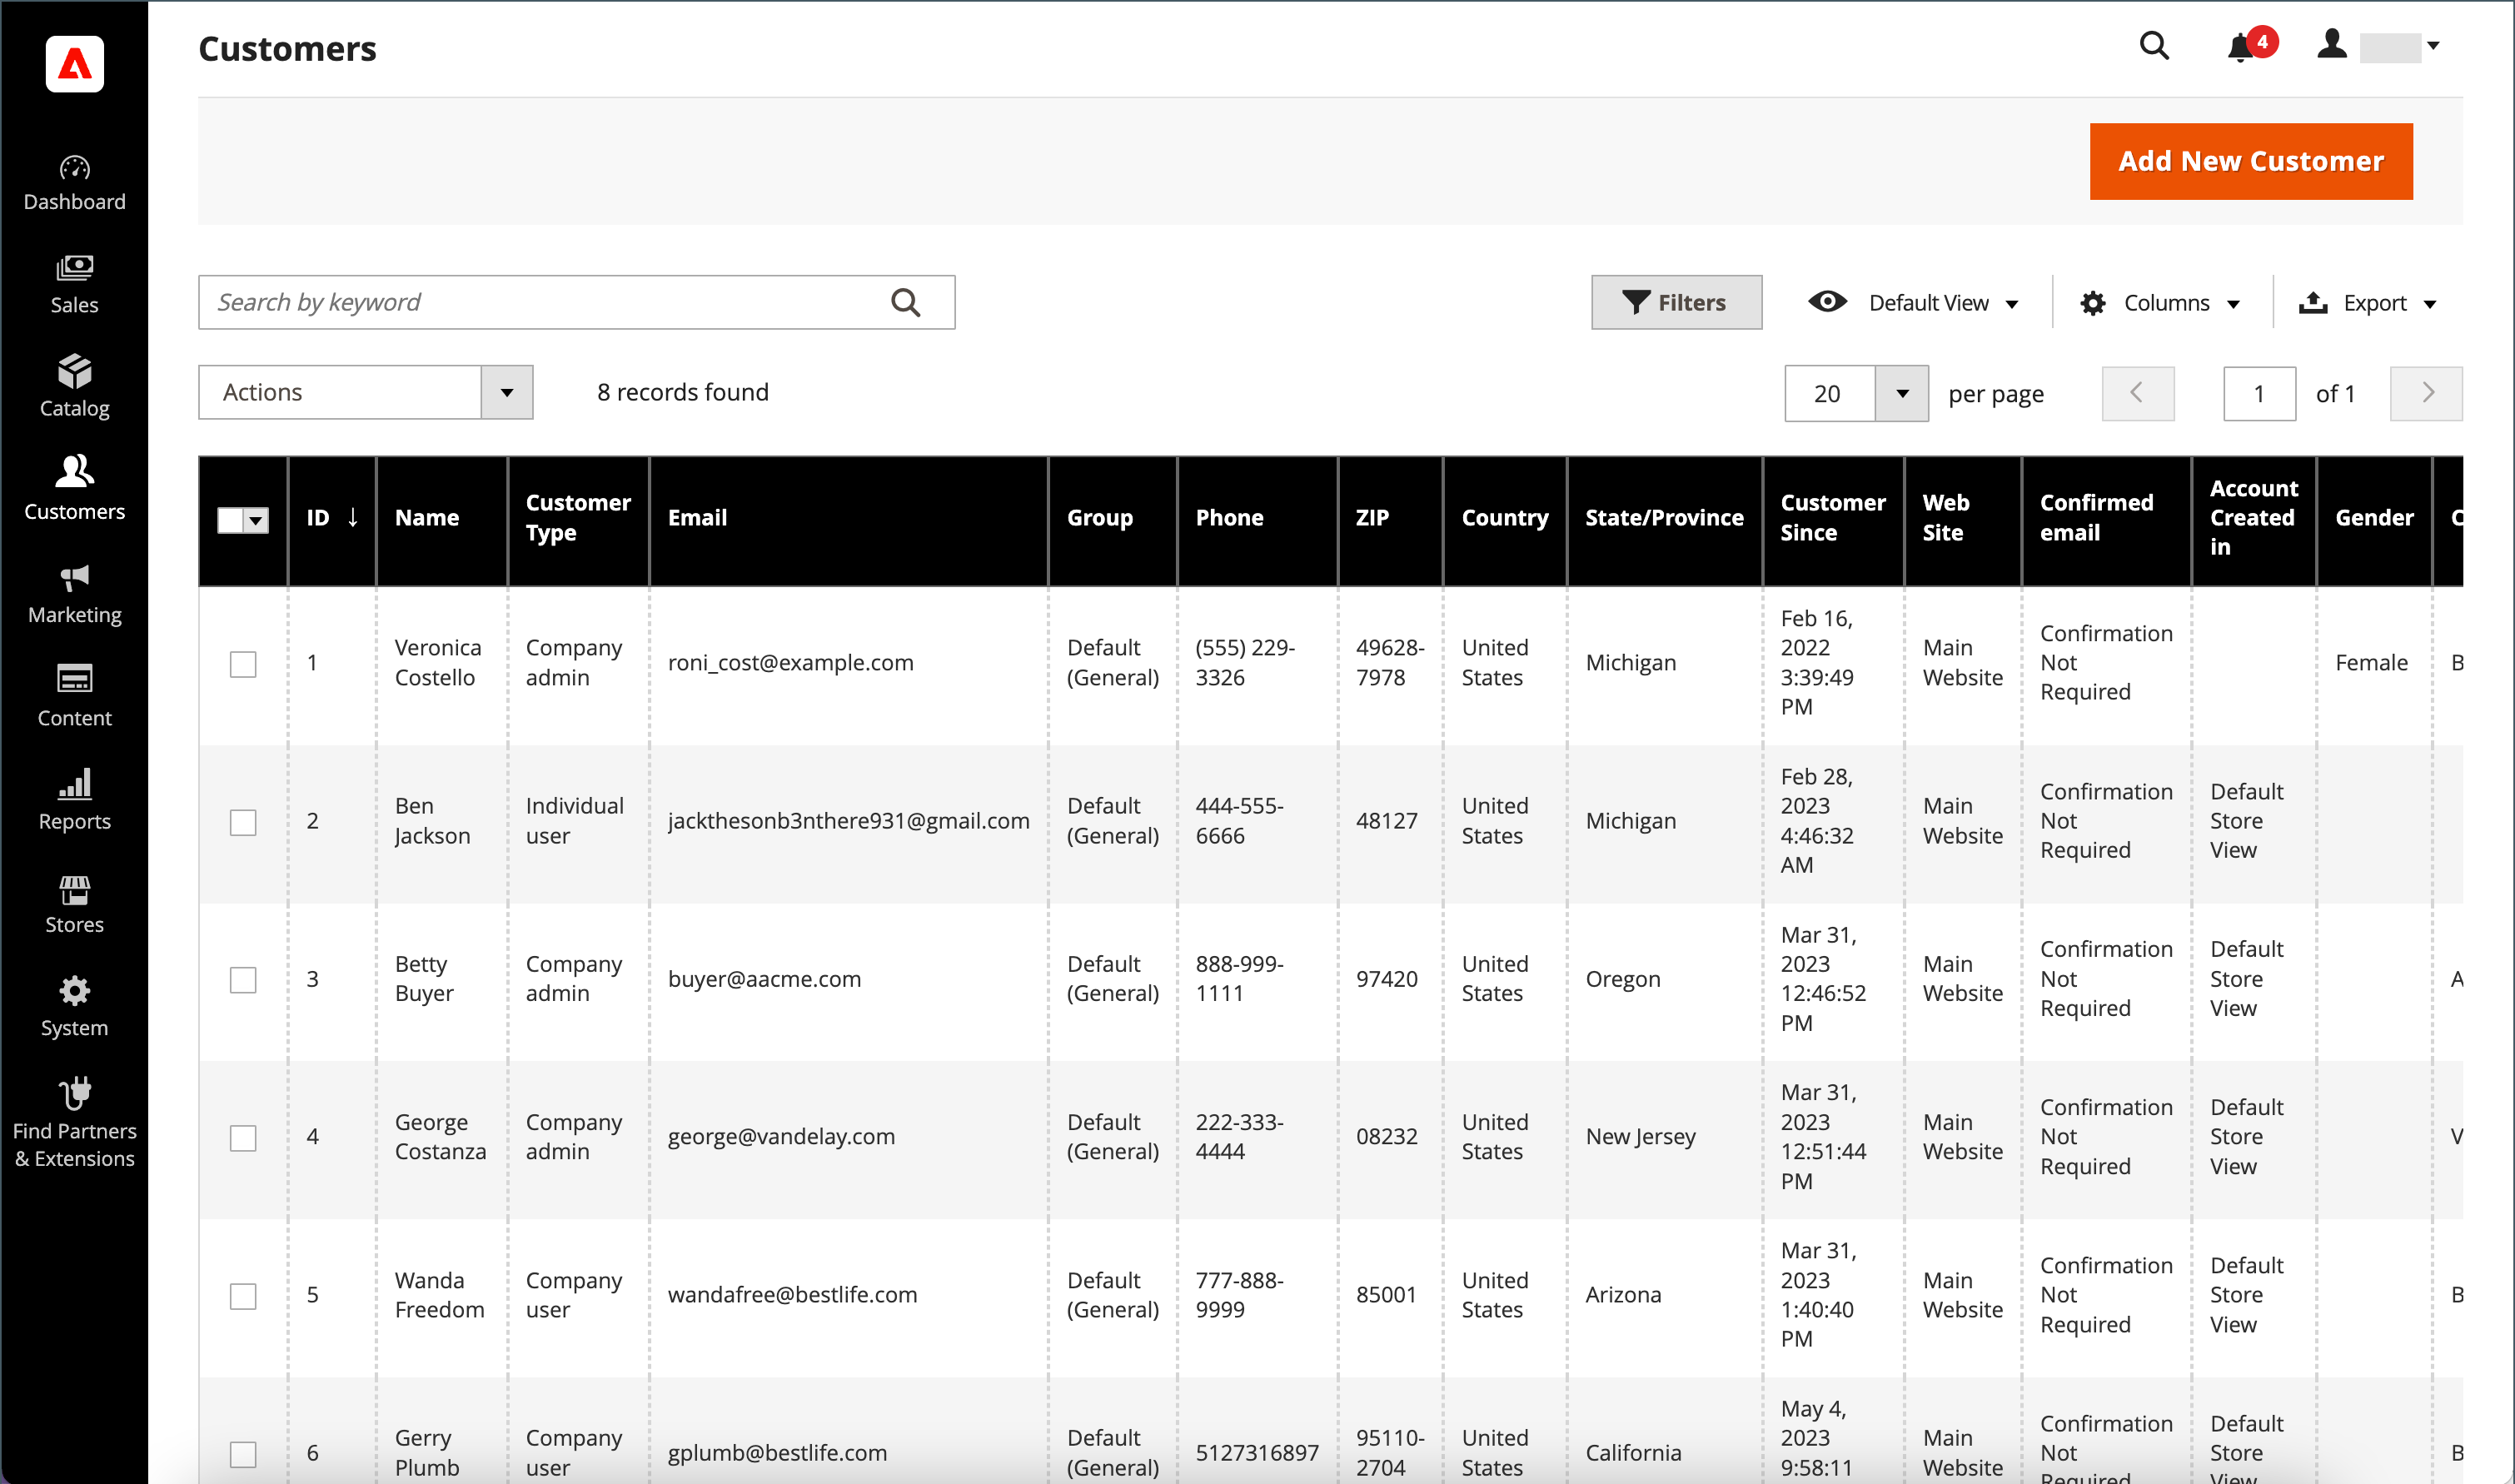 Customers
4
Add New Customer
Search by keyword
Filters
Default View
Columns
Export
Actions
8 records found
20
per page
1
of 1
Dashboard
Sales
Catalog
Customers
Marketing
Content
Reports
Stores
System
Find Partners
& Extensions
ID ↓ Name Customer Type Email Group Phone ZIP Country State/Province Customer Since Web Site Confirmed email Account Created in Gender
1 Veronica Costello Company admin roni_cost@example.com Default (General) (555) 229-3326 49628-7978 United States Michigan Feb 16, 2022 3:39:49 PM Main Website Confirmation Not Required Female B
2 Ben Jackson Individual user jackthesonb3nthere931@gmail.com Default (General) 444-555-6666 48127 United States Michigan Feb 28, 2023 4:46:32 AM Main Website Confirmation Not Required Default Store View
3 Betty Buyer Company admin buyer@aacme.com Default (General) 888-999-1111 97420 United States Oregon Mar 31, 2023 12:46:52 PM Main Website Confirmation Not Required Default Store View A
4 George Costanza Company admin george@vandelay.com Default (General) 222-333-4444 08232 United States New Jersey Mar 31, 2023 12:51:44 PM Main Website Confirmation Not Required Default Store View V
5 Wanda Freedom Company user wandafree@bestlife.com Default (General) 777-888-9999 85001 United States Arizona Mar 31, 2023 1:40:40 PM Main Website Confirmation Not Required Default Store View B
6 Gerry Plumb Company user gplumb@bestlife.com Default (General) 5127316897 95110-2704 United States California May 4, 2023 9:58:11 Main Website Confirmation Not Required Default Store View B